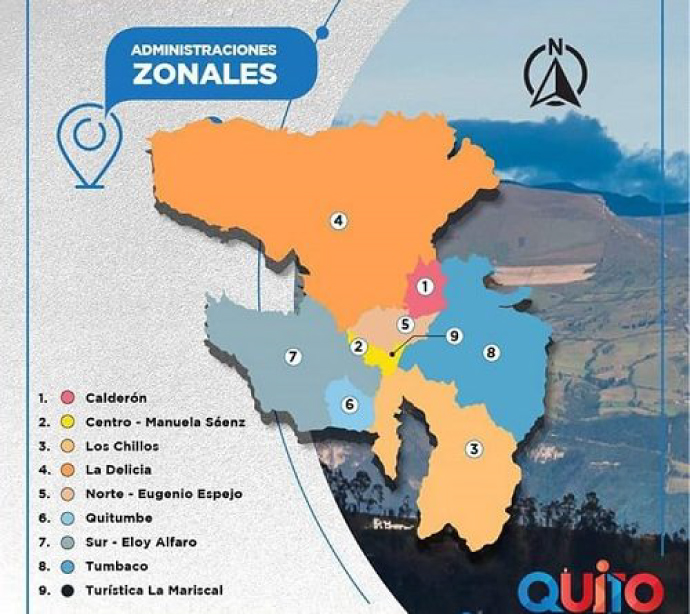 ADMINISTRACIONES
ZONALES
N
4
1
5
9
2
8
7
6
3
1. Calderón
2. Centro - Manuela Sáenz
3. Los Chillos
4. La Delicia
5. Norte - Eugenio Espejo
6. Quitumbe
7. Sur - Eloy Alfaro
8. Tumbaco
9. Turística La Mariscal
QUITO